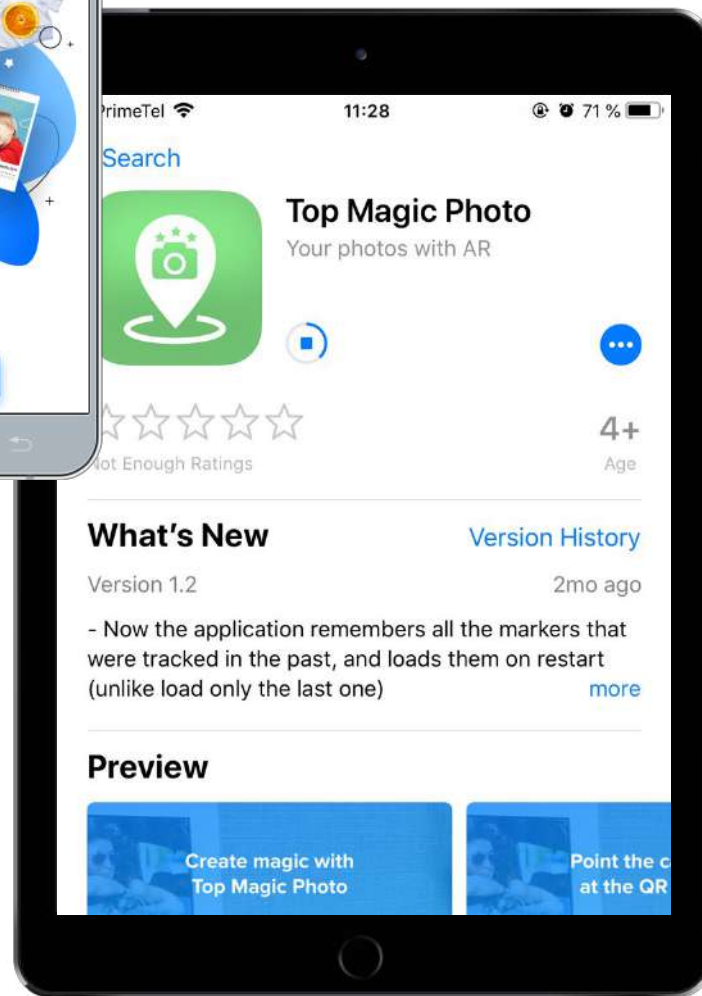 PrimeTel 11:28 71 %
Search
Top Magic Photo
Your photos with AR
4+
Not Enough Ratings Age
What's New Version History
Version 1.2 2mo ago
- Now the application remembers all the markers that
were tracked in the past, and loads them on restart
(unlike load only the last one) more
Preview
Create magic with
Top Magic Photo
Point the
at the QR